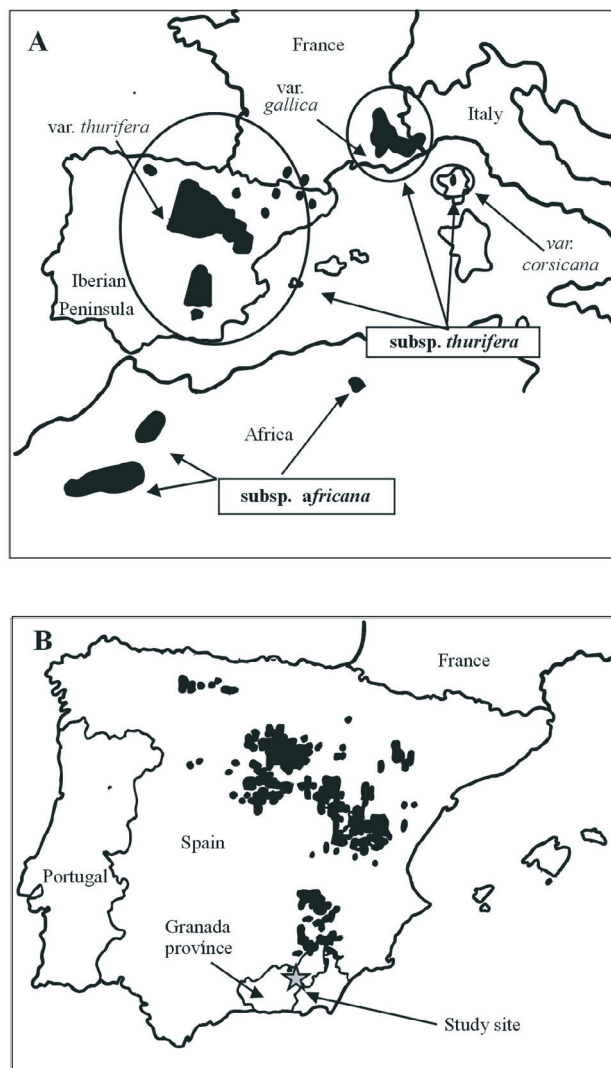 A
France
var.
gallica
Italy
var. thurifera
var.
corsicana
Iberian
Peninsula
subsp. thurifera
Africa
subsp. africana
B
France
Spain
Portugal
Granada
province
Study site